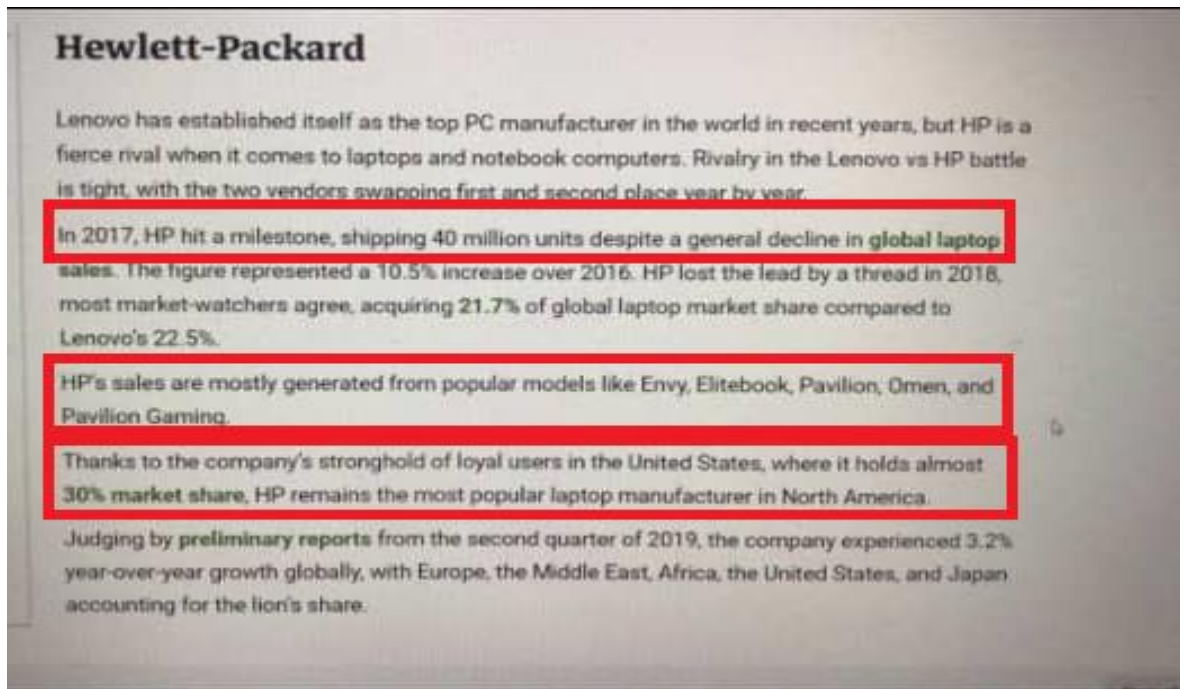 Hewlett-Packard
Lenovo has established itself as the top PC manufacturer in the world in recent years, but HP is a
fierce rival when it comes to laptops and notebook computers. Rivalry in the Lenovo vs HP battle
is tight, with the two vendors swapping first and second place year by year.
In 2017, HP hit a milestone, shipping 40 million units despite a general decline in global laptop
sales. The figure represented a 10.5% increase over 2016. HP lost the lead by a thread in 2018,
most market-watchers agree, acquiring 21.7% of global laptop market share compared to
Lenovo's 22.5%.
HP's sales are mostly generated from popular models like Envy, Elitebook, Pavilion, Omen, and
Pavilion Gaming.
Thanks to the company's stronghold of loyal users in the United States, where it holds almost
30% market share, HP remains the most popular laptop manufacturer in North America.
Judging by preliminary reports from the second quarter of 2019, the company experienced 3.2%
year-over-year growth globally, with Europe, the Middle East, Africa, the United States, and Japan
accounting for the lion's share.